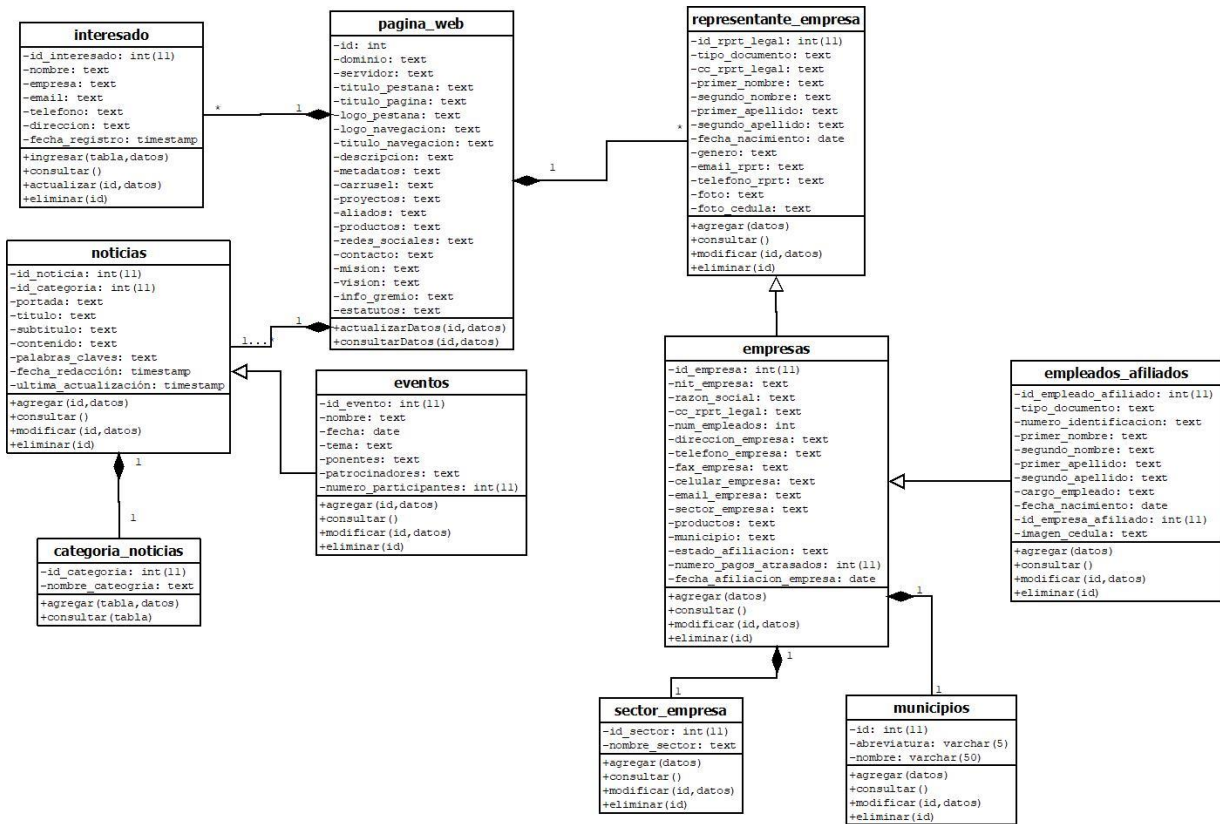 interesado
-id_interesado: int(11)
-nombre: text
-empresa: text
-email: text
-telefono: text
-direccion: text
-fecha_registro: timestamp
+ingresar(tabla,datos)
+consultar()
+actualizar(id,datos)
+eliminar(id)
*
1
pagina_web
-id: int
-dominio: text
-servidor: text
-titulo_pestana: text
-titulo_pagina: text
-logo_pestana: text
-logo_navegacion: text
-titulo_navegacion: text
-descripcion: text
-metadatos: text
-carrusel: text
-proyectos: text
-aliados: text
-productos: text
-redes_sociales: text
-contacto: text
-mision: text
-vision: text
-info_gremio: text
-estatutos: text
+actualizarDatos(id,datos)
+consultarDatos(id,datos)
1
*
representante_empresa
-id_rprt_legal: int(11)
-tipo_documento: text
-cc_rprt_legal: text
-primer_nombre: text
-segundo_nombre: text
-primer_apellido: text
-segundo_apellido: text
-fecha_nacimiento: date
-genero: text
-email_rprt: text
-telefono_rprt: text
-foto: text
-foto_cedula: text
+agregar(datos)
+consultar()
+modificar(id,datos)
+eliminar(id)
noticias
-id_noticia: int(11)
-id_categoria: int(11)
-portada: text
-titulo: text
-subtitulo: text
-contenido: text
-palabras_claves: text
-fecha_redacción: timestamp
-ultima_actualización: timestamp
+agregar(id,datos)
+consultar()
+modificar(id,datos)
+eliminar(id)
1...*
1
1
1
eventos
-id_evento: int(11)
-nombre: text
-fecha: date
-tema: text
-ponentes: text
-patrocinadores: text
-numero_participantes: int(11)
+agregar(id,datos)
+consultar()
+modificar(id,datos)
+eliminar(id)
categoria_noticias
-id_categoria: int(11)
-nombre_cateogria: text
+agregar(tabla,datos)
+consultar(tabla)
empresas
-id_empresa: int(11)
-nit_empresa: text
-razon_social: text
-cc_rprt_legal: text
-num_empleados: int
-direccion_empresa: text
-telefono_empresa: text
-fax_empresa: text
-celular_empresa: text
-email_empresa: text
-sector_empresa: text
-productos: text
-municipio: text
-estado_afiliacion: text
-numero_pagos_atrasados: int(11)
-fecha_afiliacion_empresa: date
+agregar(datos)
+consultar()
+modificar(id,datos)
+eliminar(id)
empleados_afiliados
-id_empleado_afiliado: int(11)
-tipo_documento: text
-numero_identificacion: text
-primer_nombre: text
-segundo_nombre: text
-primer_apellido: text
-segundo_apellido: text
-cargo_empleado: text
-fecha_nacimiento: date
-id_empresa_afiliado: int(11)
-imagen_cedula: text
+agregar(datos)
+consultar()
+modificar(id,datos)
+eliminar(id)
1
1
1
1
sector_empresa
-id_sector: int(11)
-nombre_sector: text
+agregar(datos)
+consultar()
+modificar(id,datos)
+eliminar(id)
municipios
-id: int(11)
-abreviatura: varchar(5)
-nombre: varchar(50)
+agregar(datos)
+consultar()
+modificar(id,datos)
+eliminar(id)